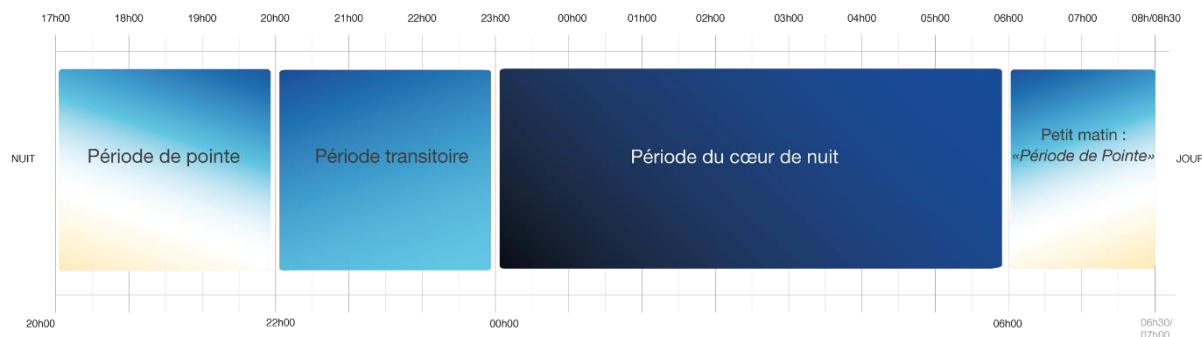 17h00 18h00 19h00 20h00 21h00 22h00 23h00 00h00 01h00 02h00 03h00 04h00 05h00 06h00 07h00 08h/08h30
Petit matin :
NUIT Période de pointe Période transitoire Période du cœur de nuit «Période de Pointe» JOUR
20h00 22h00 00h00 06h00 06h30/
07h00